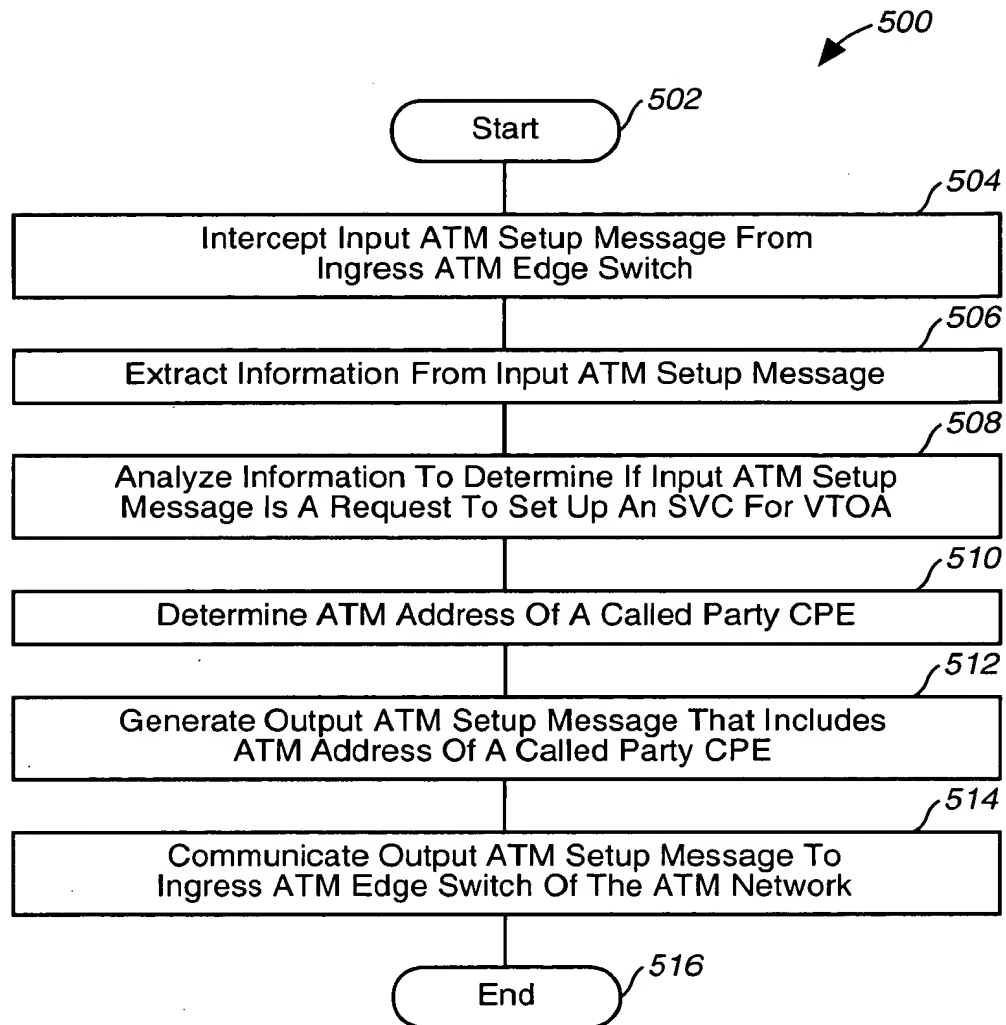 500
502
Start
504
Intercept Input ATM Setup Message From
Ingress ATM Edge Switch
506
Extract Information From Input ATM Setup Message
508
Analyze Information To Determine If Input ATM Setup
Message Is A Request To Set Up An SVC For VTOA
510
Determine ATM Address Of A Called Party CPE
512
Generate Output ATM Setup Message That Includes
ATM Address Of A Called Party CPE
514
Communicate Output ATM Setup Message To
Ingress ATM Edge Switch Of The ATM Network
516
End